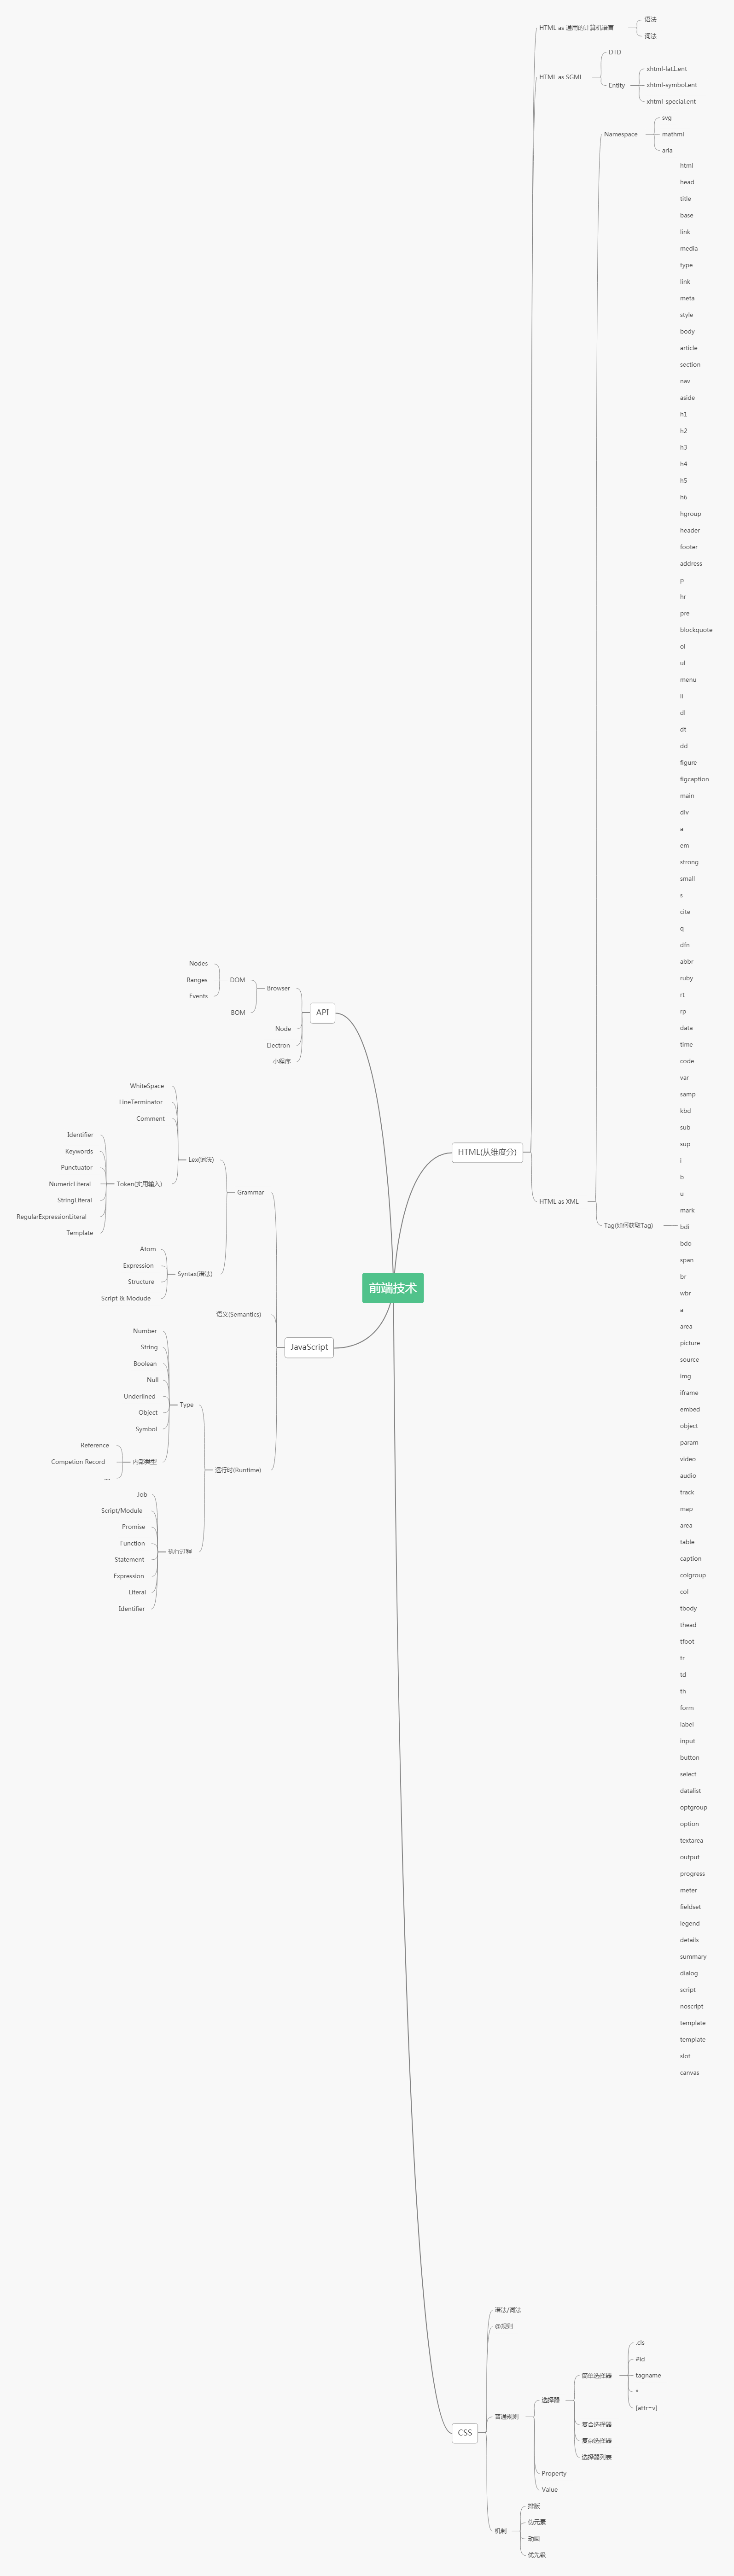 前端技术
HTML(从维度分)
HTML as 通用的计算机语言
语法
词法
HTML as SGML
DTD
Entity
xhtml-lat1.ent
xhtml-symbol.ent
xhtml-special.ent
HTML as XML
Namespace
svg
mathml
aria
Tag(如何获取Tag)
html
head
title
base
link
media
type
link
meta
style
body
article
section
nav
aside
h1
h2
h3
h4
h5
h6
hgroup
header
footer
address
p
hr
pre
blockquote
ol
ul
menu
li
dl
dt
dd
figure
figcaption
main
div
a
em
strong
small
s
cite
q
dfn
abbr
ruby
rt
rp
data
time
code
var
samp
kbd
sub
sup
i
b
u
mark
bdi
bdo
span
br
wbr
a
area
picture
source
img
iframe
embed
object
param
video
audio
track
map
area
table
caption
colgroup
col
tbody
thead
tfoot
tr
td
th
form
label
input
button
select
datalist
optgroup
option
textarea
output
progress
meter
fieldset
legend
details
summary
dialog
script
noscript
template
template
slot
canvas
CSS
语法/词法
@规则
普通规则
选择器
简单选择器
.cls
#id
tagname
*
[attr=v]
复合选择器
复杂选择器
选择器列表
Property
Value
机制
排版
伪元素
动画
优先级
API
Browser
DOM
Nodes
Ranges
Events
BOM
Node
Electron
小程序
JavaScript
Grammar
Lex(词法)
WhiteSpace
LineTerminator
Comment
Token(实用输入)
Identifier
Keywords
Punctuator
NumericLiteral
StringLiteral
RegularExpressionLiteral
Template
Syntax(语法)
Atom
Expression
Structure
Script & Modude
语义(Semantics)
运行时(Runtime)
Type
Number
String
Boolean
Null
Underlined
Object
Symbol
内部类型
Reference
Competion Record
—
执行过程
Job
Script/Module
Promise
Function
Statement
Expression
Literal
Identifier